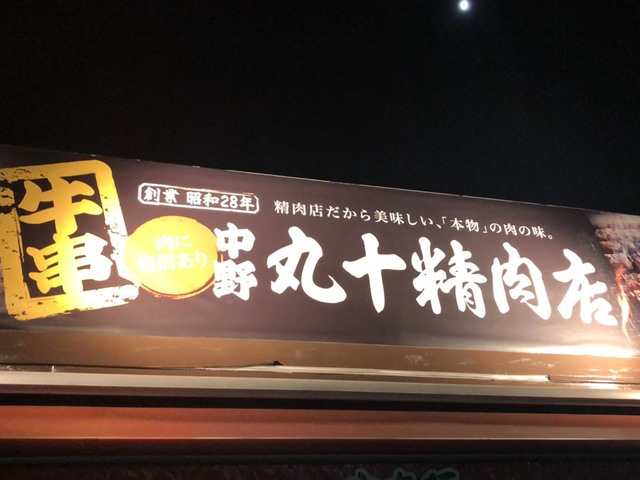 牛串
創業 昭和28年
精肉店だから美味しい、「本物」の肉の味。
肉に
自信あり
中野
丸十精肉店